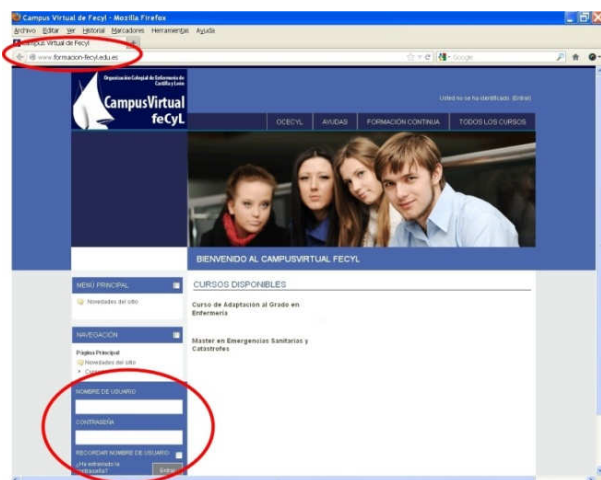 Campus Virtual de Fecyl - Mozilla Firefox
Archivo Editar Ver Historial Marcadores Herramientas Ayuda
Campus Virtual de Fecyl
www.formacion-fecyl.edu.es
Google
Organización Colegial de Enfermería de
Castilla y León
CampusVirtual
feCyL
Usted no se ha identificado. (Entrar)
OCECYL AYUDAS FORMACIÓN CONTINUA TODOS LOS CURSOS
BIENVENIDO AL CAMPUSVIRTUAL FECYL
MENÚ PRINCIPAL
Novedades del sitio
CURSOS DISPONIBLES
Curso de Adaptación al Grado en
Enfermería
Master en Emergencias Sanitarias y
Catástrofes
NAVEGACIÓN
Página Principal
Novedades del sitio
NOMBRE DE USUARIO
CONTRASEÑA
RECORDAR NOMBRE DE USUARIO
¿Ha extraviado la
contraseña?
Entrar